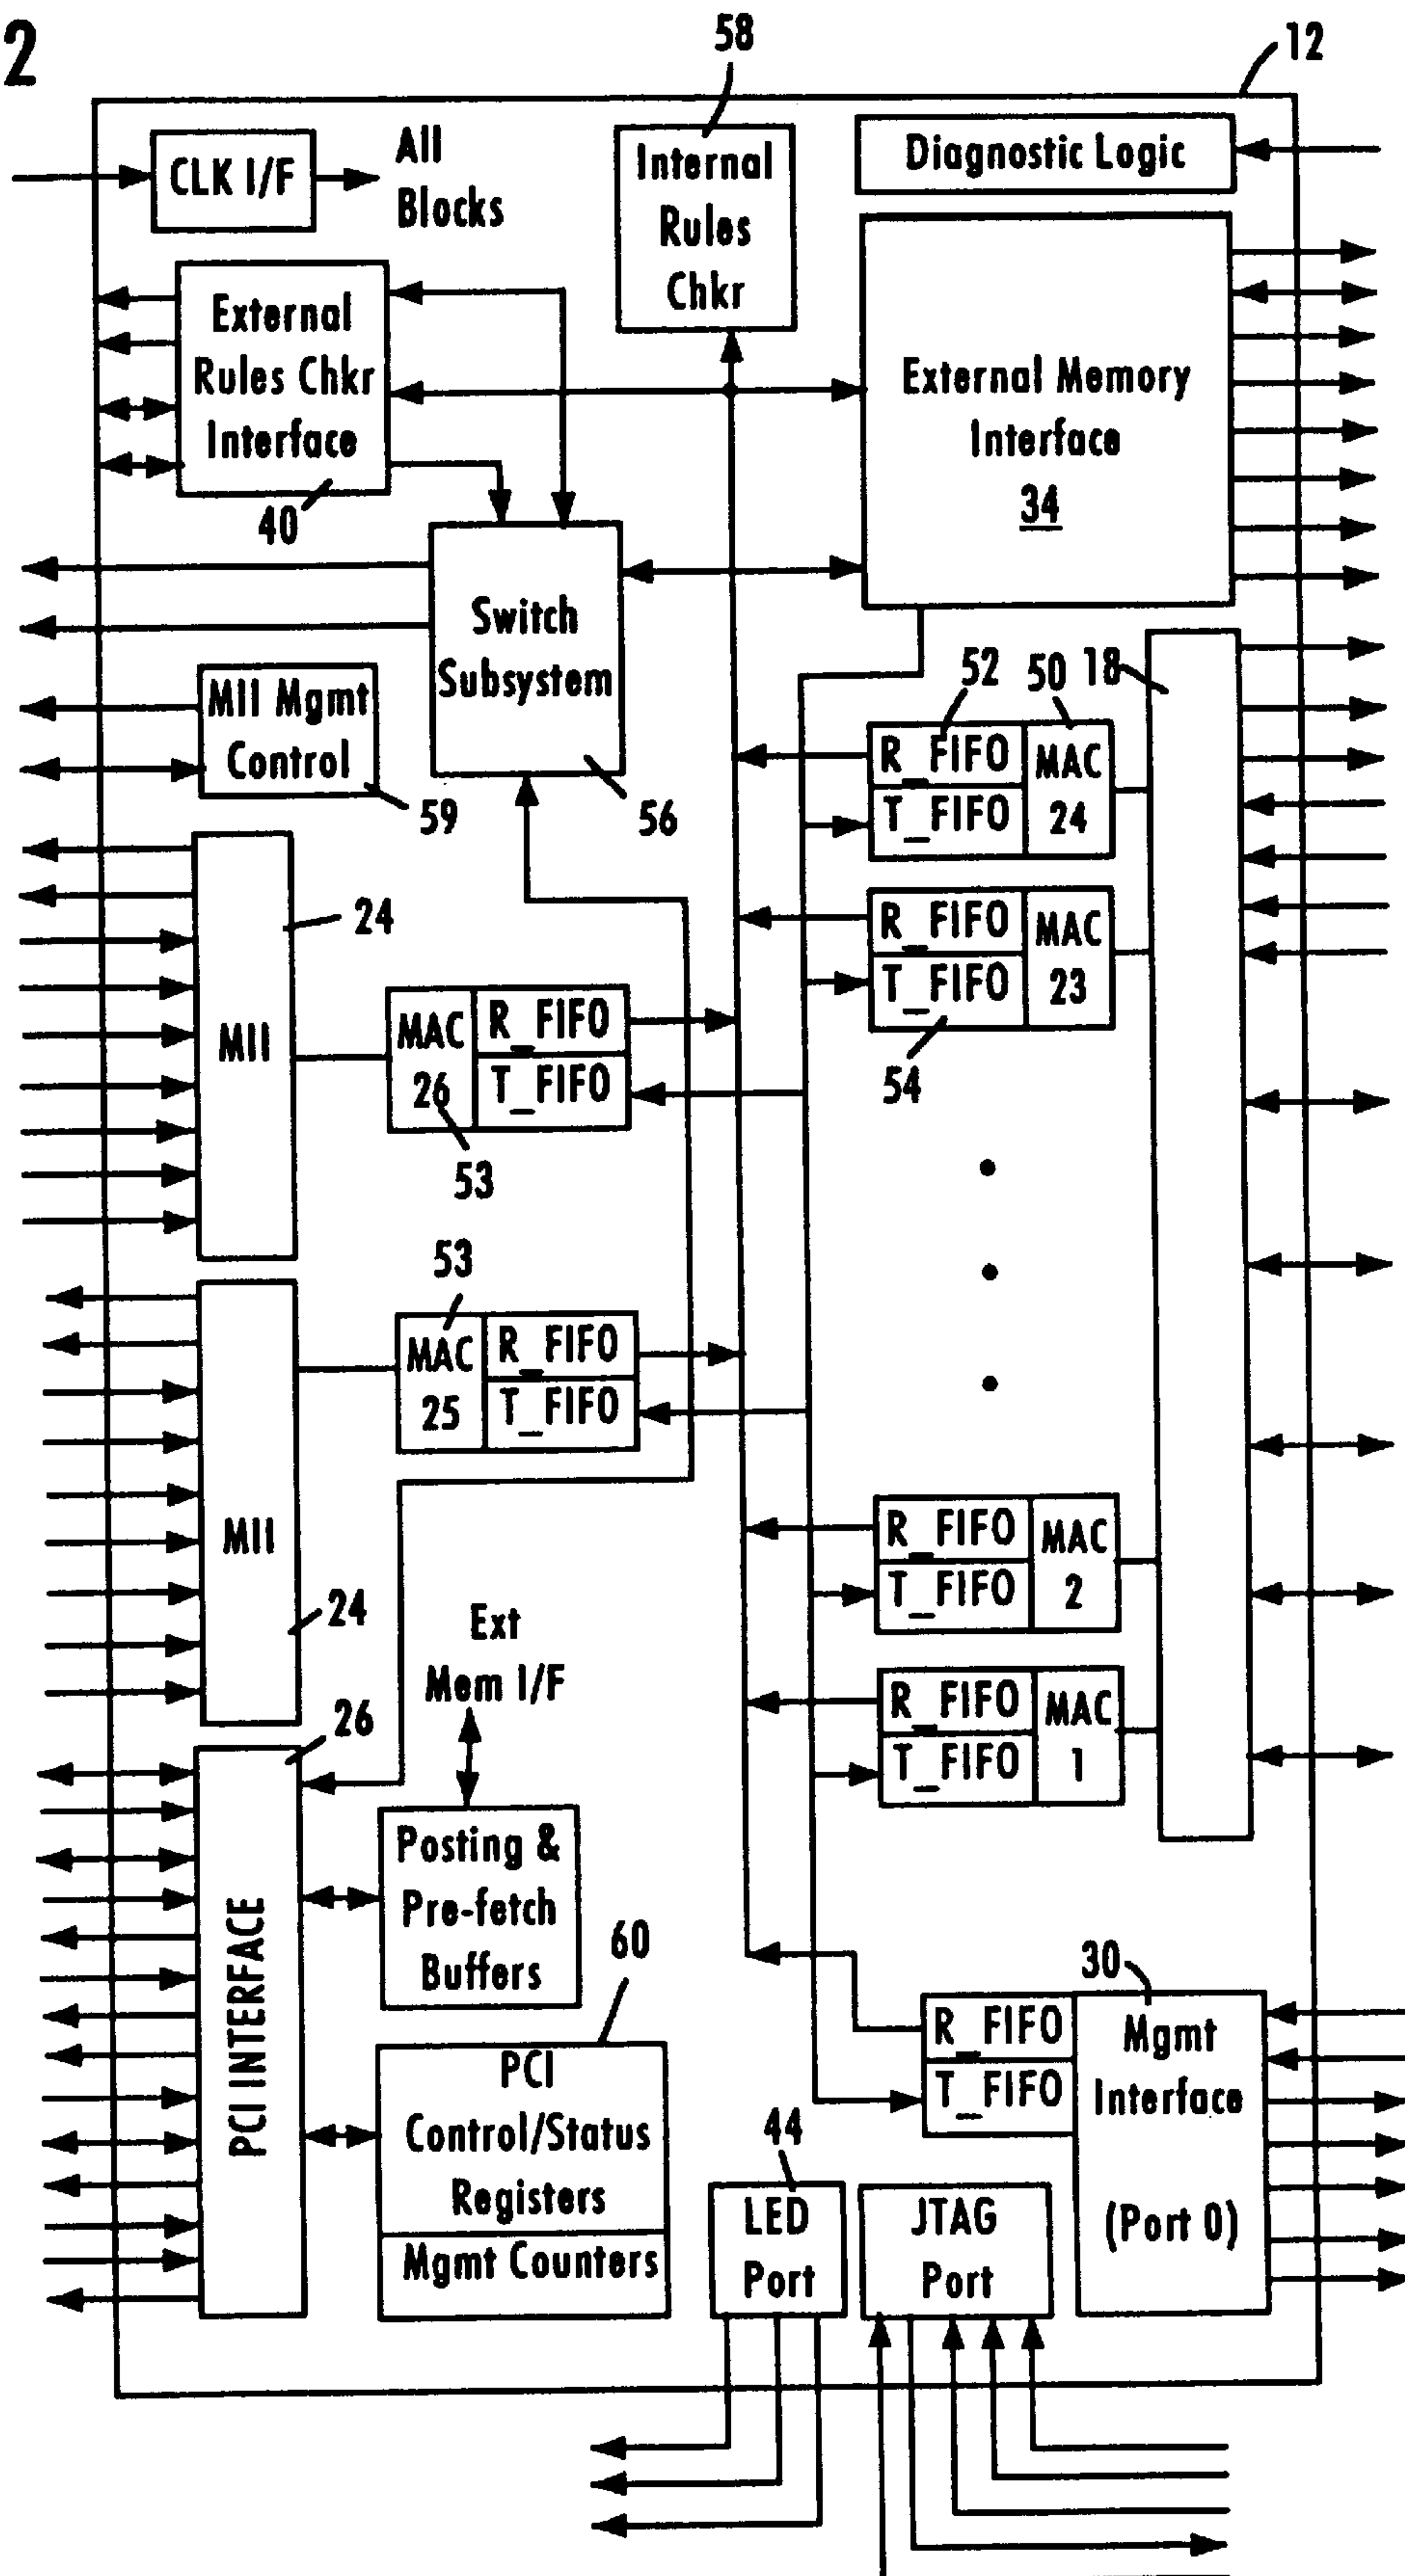 2
58
12
CLK I/F
All
Blocks
Internal
Rules
Chkr
Diagnostic Logic
External
Rules Chkr
Interface
40
External Memory
Interface
34
Switch
Subsystem
56
MII Mgmt
Control
59
52
50
18
R_FIFO
T_FIFO
MAC
24
R_FIFO
T_FIFO
MAC
23
54
MII
24
MAC
26
R_FIFO
T_FIFO
53
53
MAC
25
R_FIFO
T_FIFO
MII
24
R_FIFO
T_FIFO
MAC
2
R_FIFO
T_FIFO
MAC
1
Ext
Mem I/F
26
PCI INTERFACE
Posting &
Pre-fetch
Buffers
60
PCI
Control/Status
Registers
Mgmt Counters
30
R_FIFO
T_FIFO
Mgmt
Interface
(Port 0)
44
LED
Port
JTAG
Port